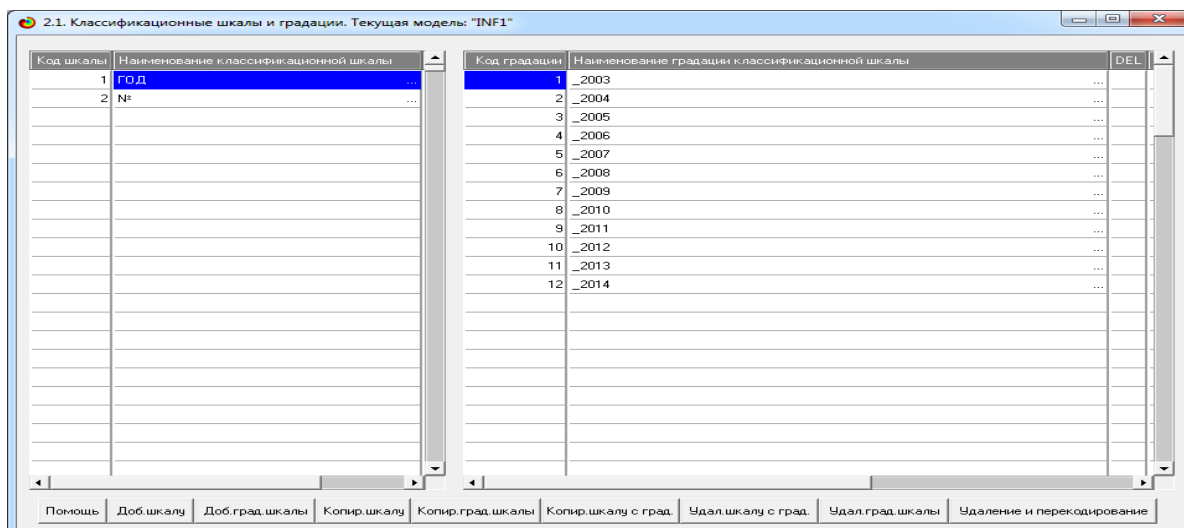 2.1. Классификационные шкалы и градации. Текущая модель: "INF1"
Код шкалы Наименование классификационной шкалы
1 ГОД ...
2 № ...
Код градации Наименование градации классификационной шкалы DEL
1 _2003 ...
2 _2004 ...
3 _2005 ...
4 _2006 ...
5 _2007 ...
6 _2008 ...
7 _2009 ...
8 _2010 ...
9 _2011 ...
10 _2012 ...
11 _2013 ...
12 _2014 ...
Помощь Доб.шкалу Доб.град.шкалы Копир.шкалу Копир.град.шкалы Копир.шкалу с град. Удал.шкалу с град. Удал.град.шкалы Удаление и перекодирование